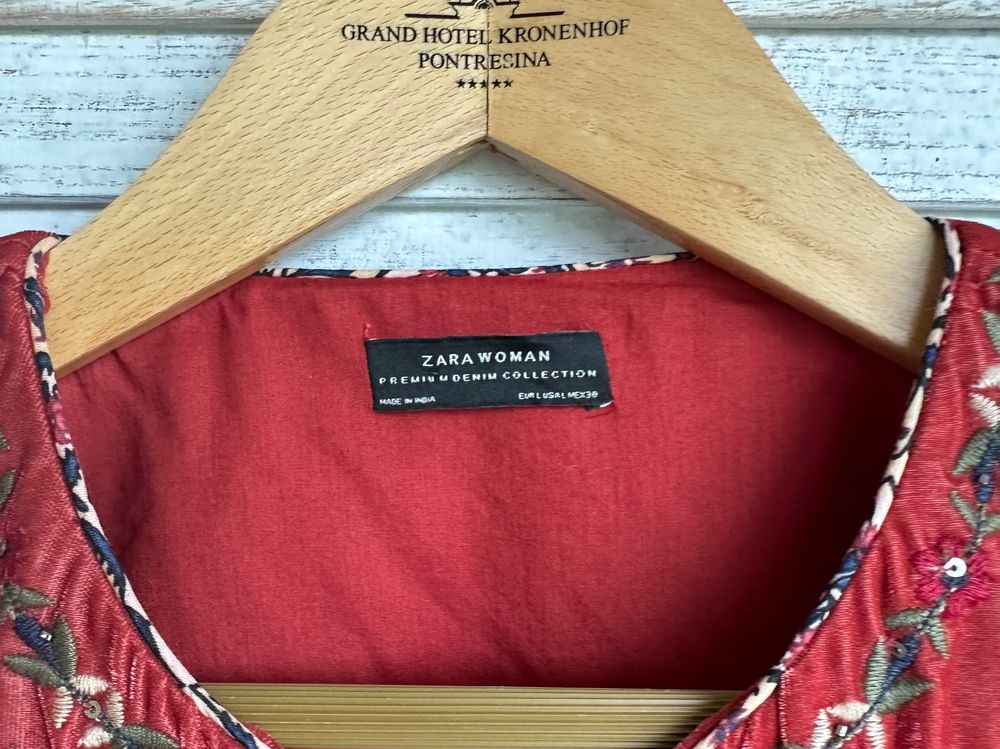 GRAND HOTEL KRONENHOF
PONTRESINA
ZARA WOMAN
PREMIUM DENIM COLLECTION
MADE IN INDIA
EUR L USA L MEX 30